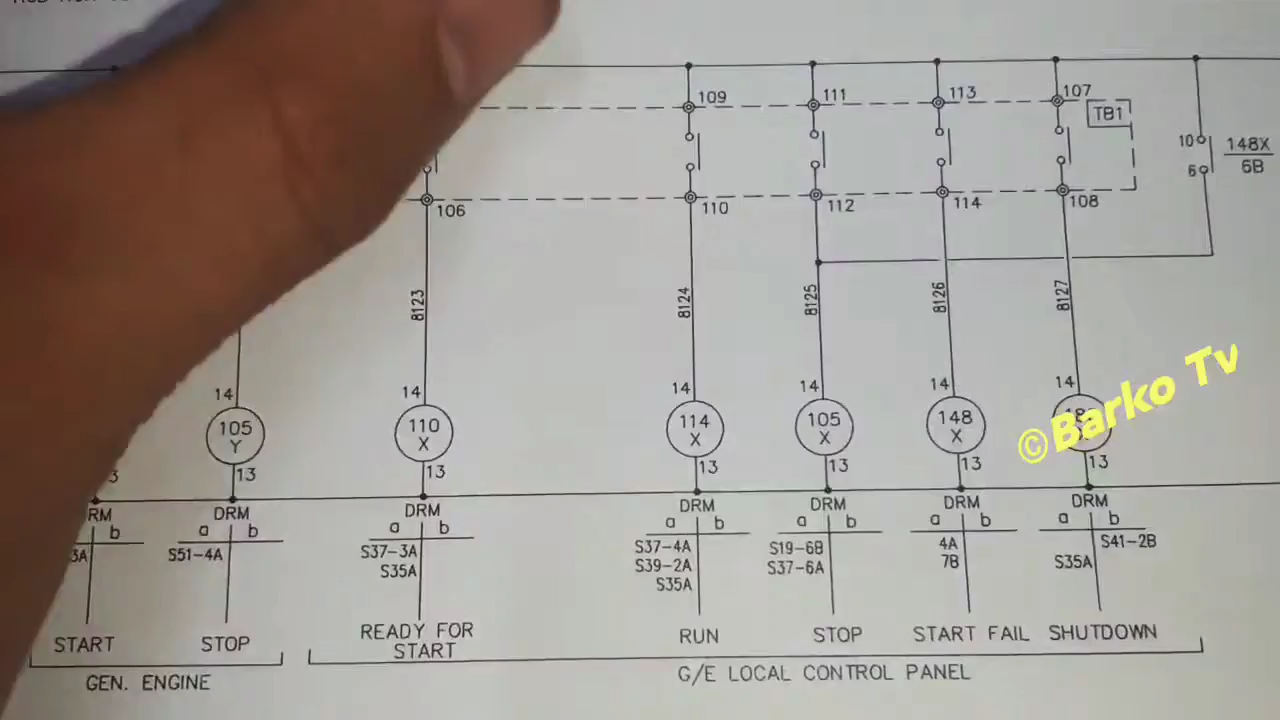 109
111
113
107
TB1
10
148X
6
6B
106
110
112
114
108
8123
8124
8125
8126
8127
14
14
14
14
14
14
105
Y
110
X
114
X
105
X
148
X
©Barko Tv
3
13
13
13
13
13
13
RM
DRM
DRM
DRM
DRM
DRM
DRM
b
a b
a b
a b
a b
a b
a b
3A
S51-4A
S37-3A
S35A
S37-4A
S39-2A
S35A
S19-6B
S37-6A
4A
7B
S41-2B
S35A
START
STOP
READY FOR
START
RUN
STOP
START FAIL
SHUTDOWN
GEN. ENGINE
G/E LOCAL CONTROL PANEL